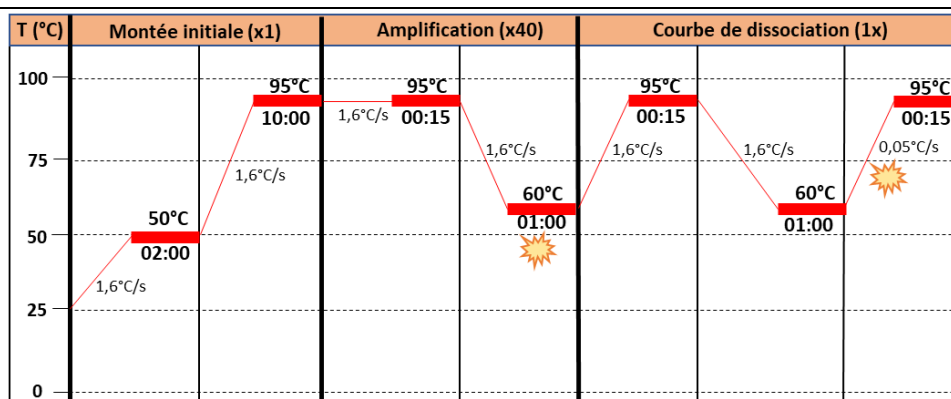 T (°C) Montée initiale (x1) Amplification (x40) Courbe de dissociation (1x)
100
95°C 95°C 95°C 95°C
10:00 00:15 00:15 00:15
1,6°C/s
1,6°C/s 1,6°C/s 1,6°C/s 1,6°C/s 0,05°C/s
75
50°C 60°C 60°C
02:00 01:00 01:00
50
1,6°C/s
25
0